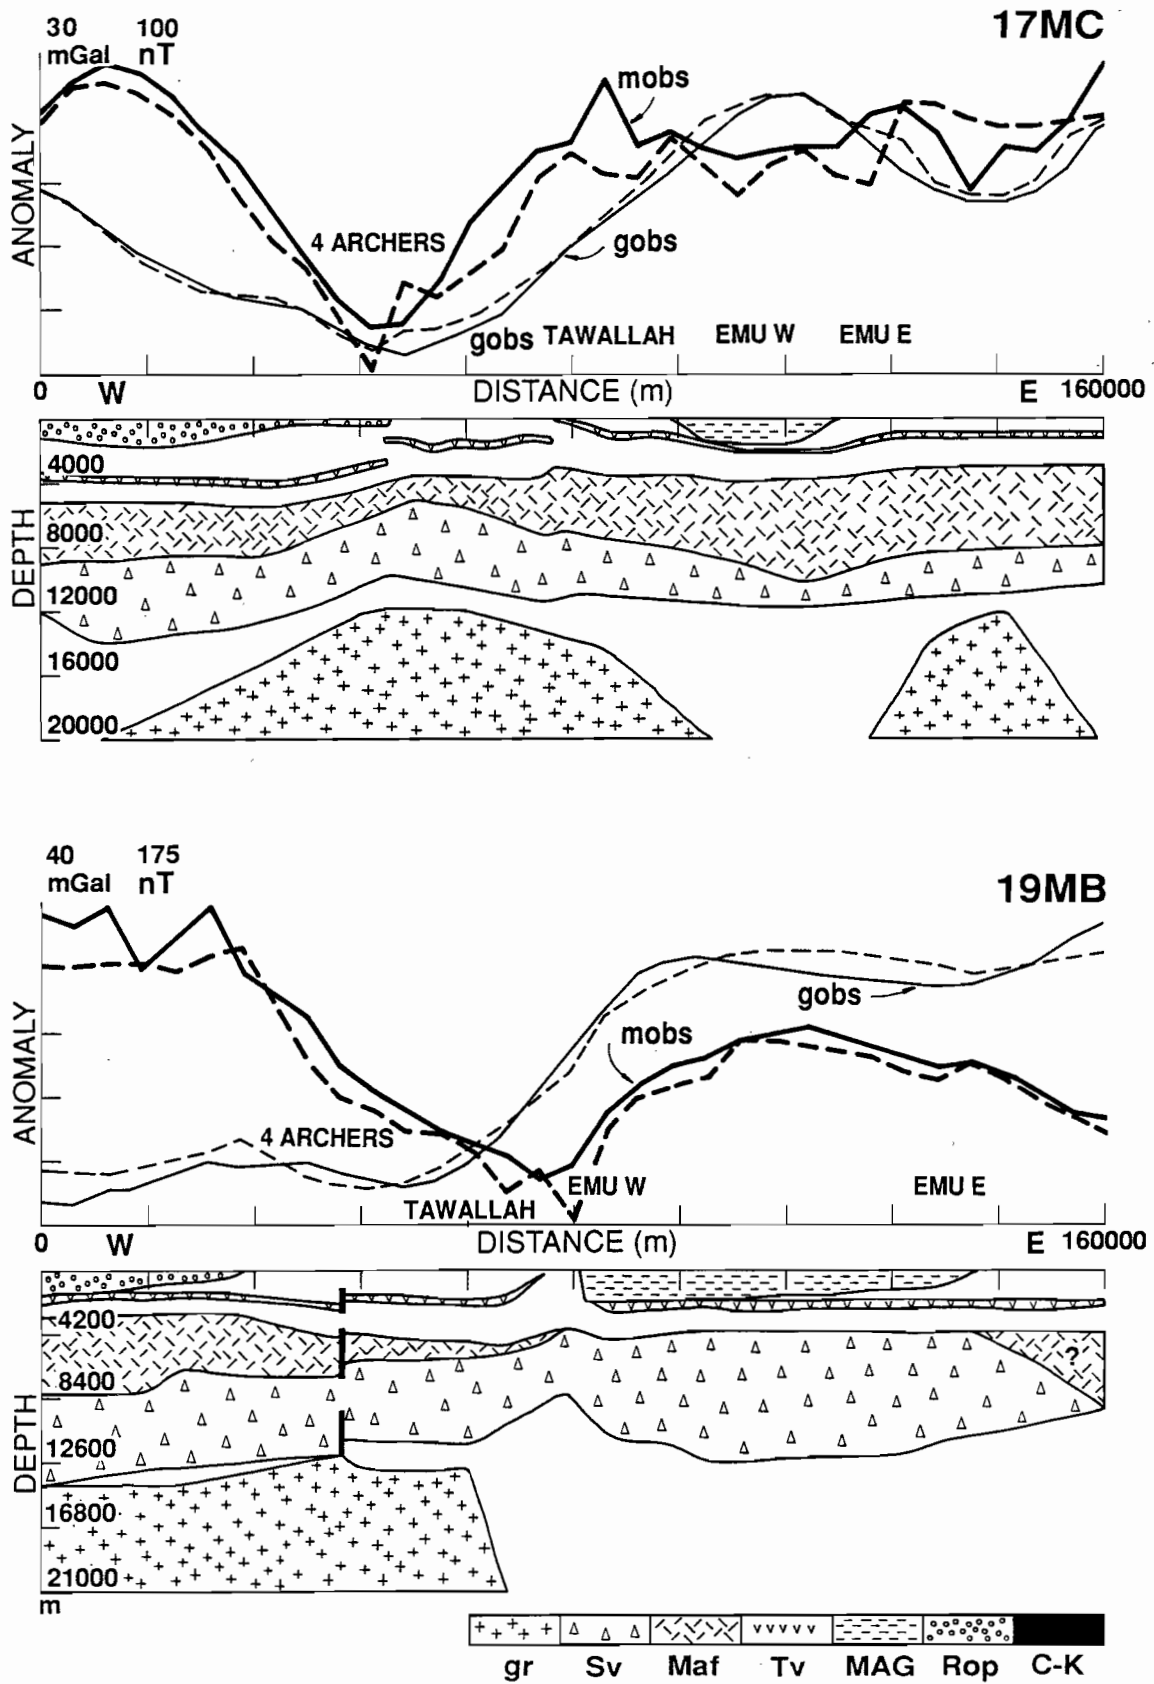 30 100 17MC
mGal nT
mobs
ANOMALY
4 ARCHERS gobs
gobs TAWALLAH EMU W EMU E
0 W DISTANCE (m) E 160000
4000
8000
DEPTH
12000
16000
20000
40 175
mGal nT 19MB
gobs
ANOMALY
mobs
4 ARCHERS
EMU W EMU E
TAWALLAH
0 W DISTANCE (m) E 160000
4200
8400
DEPTH
12600
16800
21000
m
?
gr Sv Maf Tv MAG Rop C-K